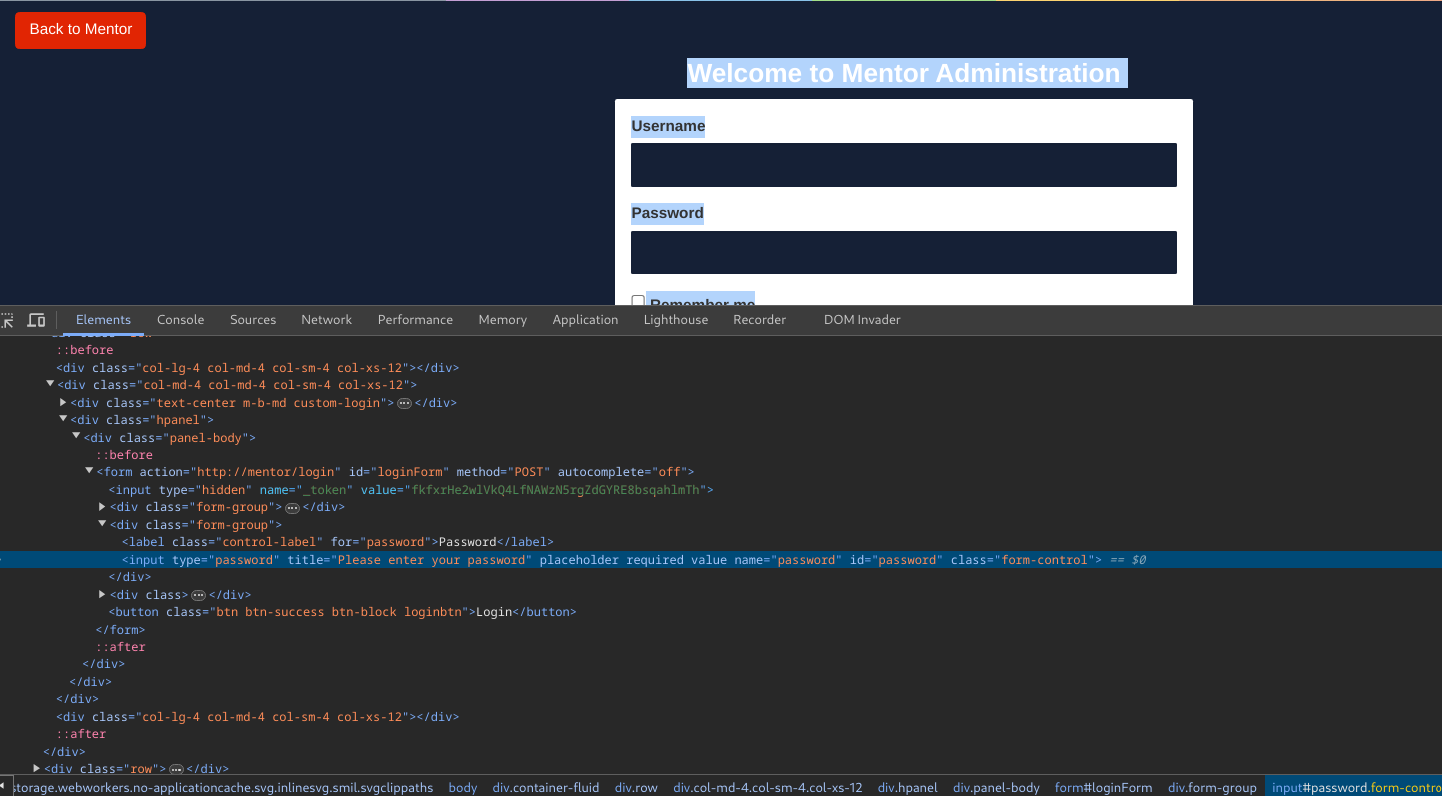 Back to Mentor
Welcome to Mentor Administration
Username
Password
Remember me
Elements Console Sources Network Performance Memory Application Lighthouse Recorder DOM Invader
::before
<div class="col-lg-4 col-md-4 col-sm-4 col-xs-12"></div>
<div class="col-md-4 col-md-4 col-sm-4 col-xs-12">
<div class="text-center m-b-md custom-login">…</div>
<div class="hpanel">
<div class="panel-body">
::before
<form action="http://mentor/login" id="loginForm" method="POST" autocomplete="off">
<input type="hidden" name="_token" value="fkfxrHe2wlVkQ4LfNAWzN5rgZdGYRE8bsqahlmTh">
<div class="form-group">…</div>
<div class="form-group">
<label class="control-label" for="password">Password</label>
<input type="password" title="Please enter your password" placeholder required value name="password" id="password" class="form-control"> == $0
</div>
<div class>…</div>
<button class="btn btn-success btn-block loginbtn">Login</button>
</form>
::after
</div>
</div>
</div>
<div class="col-lg-4 col-md-4 col-sm-4 col-xs-12"></div>
::after
</div>
<div class="row">…</div>
storage.webworkers.no-applicationcache.svg.inlinesvg.smil.svgclippaths body div.container-fluid div.row div.col-md-4.col-sm-4.col-xs-12 div.hpanel div.panel-body form#loginForm div.form-group input#password.form-contro